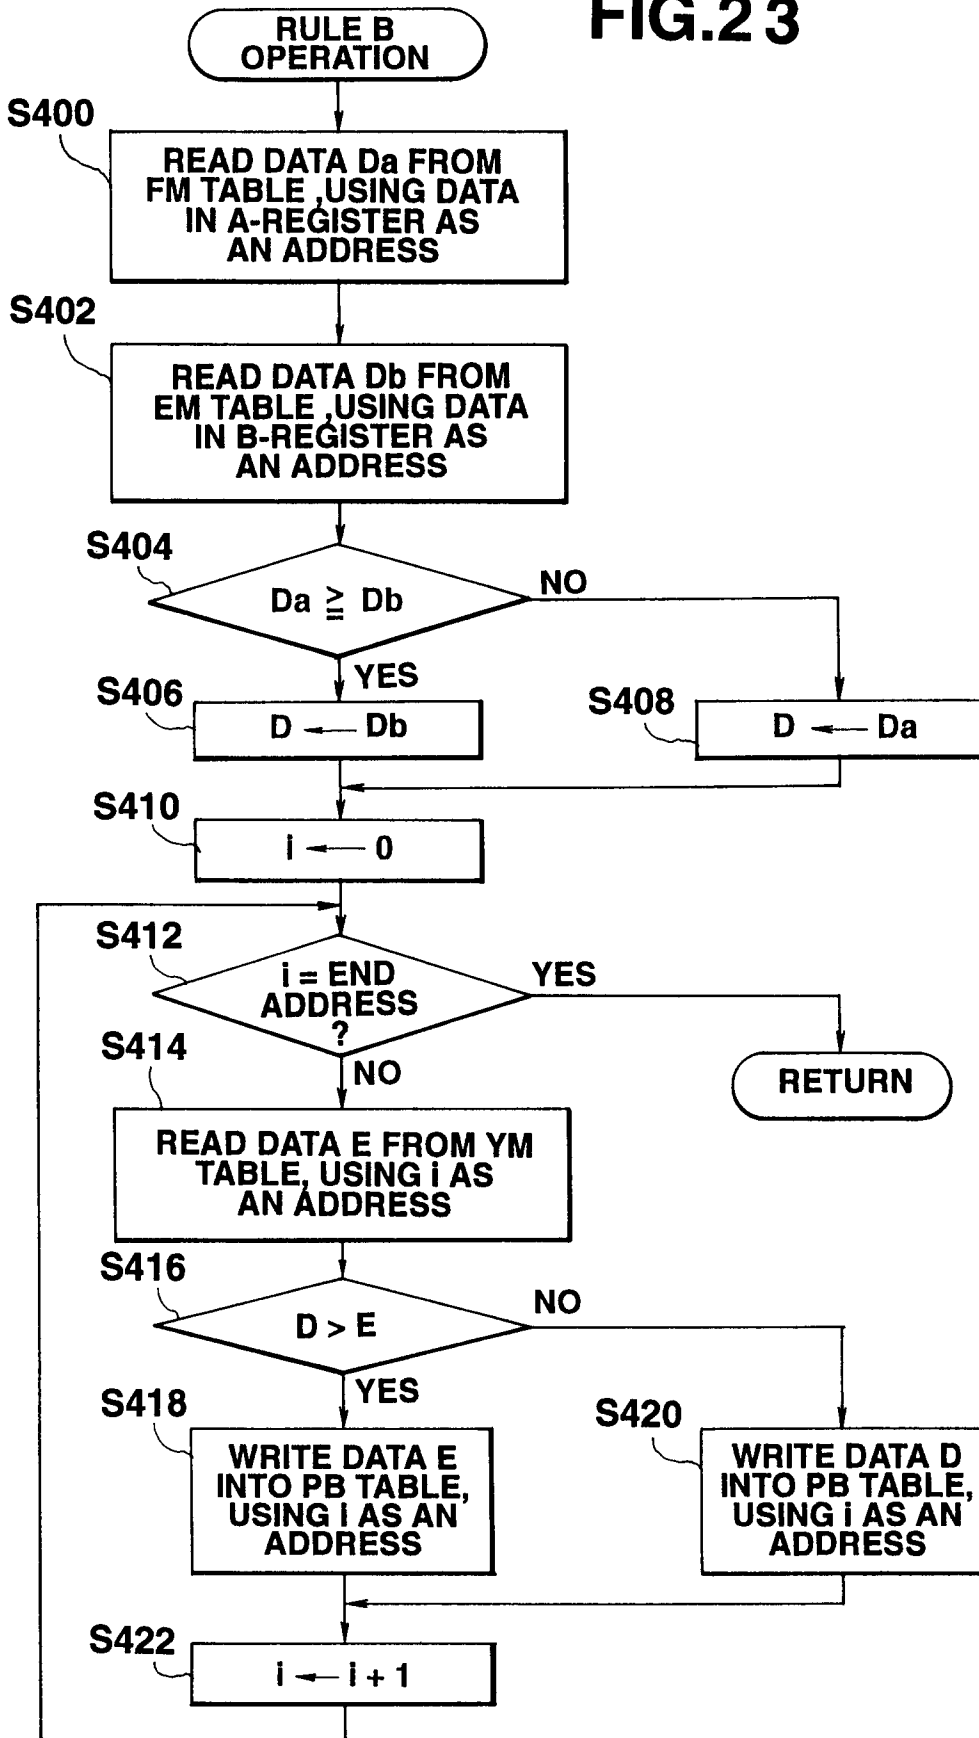 FIG.23
RULE B
OPERATION
S400
READ DATA Da FROM
FM TABLE ,USING DATA
IN A-REGISTER AS
AN ADDRESS
S402
READ DATA Db FROM
EM TABLE ,USING DATA
IN B-REGISTER AS
AN ADDRESS
S404
Da ≧ Db
NO
YES
S406
D ← Db
S408
D ← Da
S410
i ← 0
S412
i = END
ADDRESS
?
YES
NO
RETURN
S414
READ DATA E FROM YM
TABLE, USING i AS
AN ADDRESS
S416
D > E
NO
YES
S418
WRITE DATA E
INTO PB TABLE,
USING i AS AN
ADDRESS
S420
WRITE DATA D
INTO PB TABLE,
USING i AS AN
ADDRESS
S422
i ← i + 1